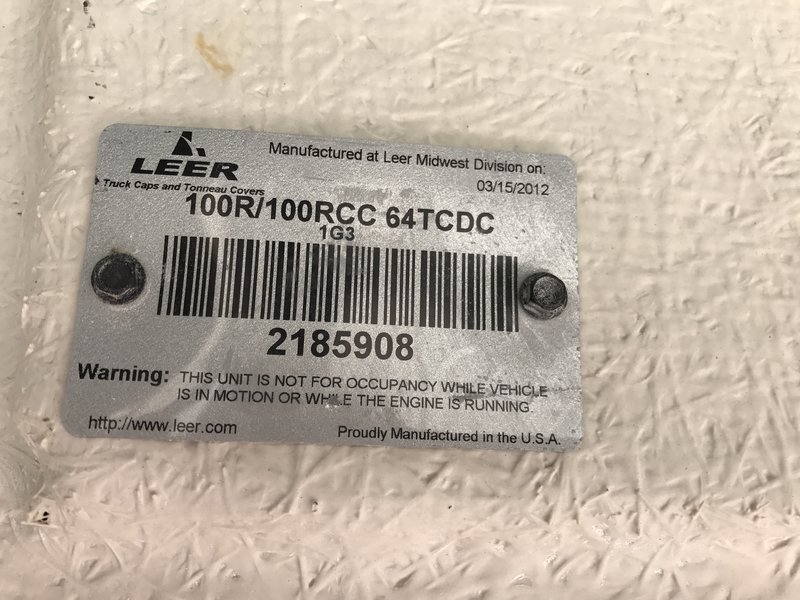 LEER
Truck Caps and Tonneau Covers
Manufactured at Leer Midwest Division on:
03/15/2012
100R/100RCC 64TCDC
1G3
2185908
Warning: THIS UNIT IS NOT FOR OCCUPANCY WHILE VEHICLE
IS IN MOTION OR WHILE THE ENGINE IS RUNNING.
http://www.leer.com
Proudly Manufactured in the U.S.A.